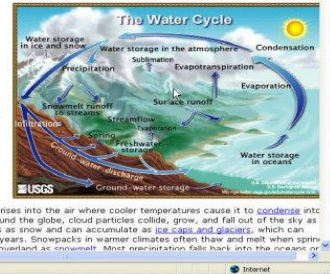 The Water Cycle
Water storage
in ice and snow
Water storage in the atmosphere
Condensation
Sublimation
Precipitation
Evapotranspiration
Evaporation
Snowmelt runoff
to streams
Surface runoff
Infiltration
Streamflow
Evaporation
Spring
Freshwater
storage
Ground-water discharge
Water storage
in oceans
Ground-water storage
USGS
rises into the air where cooler temperatures cause it to condense into
und the globe, cloud particles collide, grow, and fall out of the sky as
s as snow and can accumulate as ice caps and glaciers, which can
years. Snowpacks in warmer climates often thaw and melt when spring
overland as snowmelt. Most precipitation falls back into the oceans or
Internet